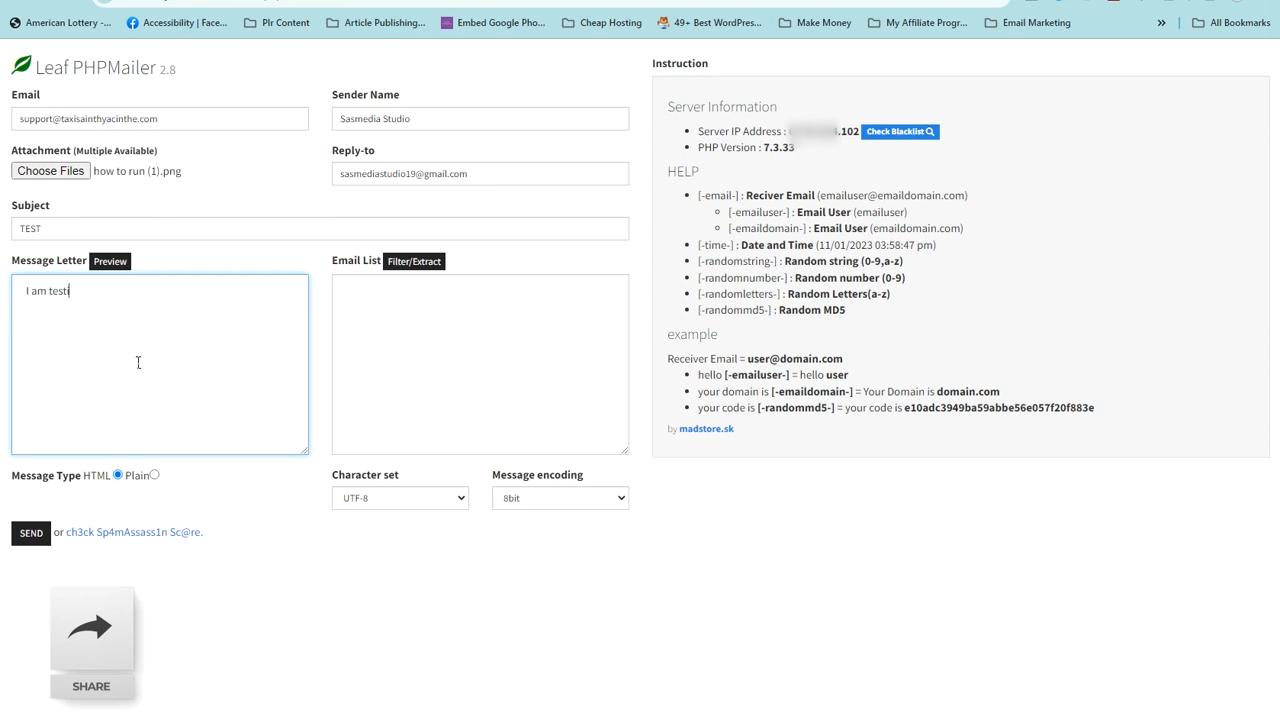 American Lottery -...
Accessibility | Face...
Plr Content
Article Publishing...
Embed Google Pho...
Cheap Hosting
49+ Best WordPres...
Make Money
My Affiliate Progr...
Email Marketing
»
All Bookmarks
Leaf PHPMailer 2.8
Email
Sender Name
support@taxisainthyacinthe.com
Sasmedia Studio
Attachment (Multiple Available)
Reply-to
Choose Files how to run (1).png
sasmediastudio19@gmail.com
Subject
TEST
Message Letter Preview
Email List Filter/Extract
I am testi
Message Type HTML Plain
Character set
Message encoding
UTF-8
8bit
SEND or ch3ck Sp4mAssass1n Sc@re.
SHARE
Instruction
Server Information
Server IP Address : .102 Check Blacklist
PHP Version : 7.3.33
HELP
[-email-] : Reciver Email (emailuser@emaildomain.com)
[-emailuser-] : Email User (emailuser)
[-emaildomain-] : Email User (emaildomain.com)
[-time-] : Date and Time (11/01/2023 03:58:47 pm)
[-randomstring-] : Random string (0-9,a-z)
[-randomnumber-] : Random number (0-9)
[-randomletters-] : Random Letters(a-z)
[-randommd5-] : Random MD5
example
Receiver Email = user@domain.com
hello [-emailuser-] = hello user
your domain is [-emaildomain-] = Your Domain is domain.com
your code is [-randommd5-] = your code is e10adc3949ba59abbe56e057f20f883e
by madstore.sk